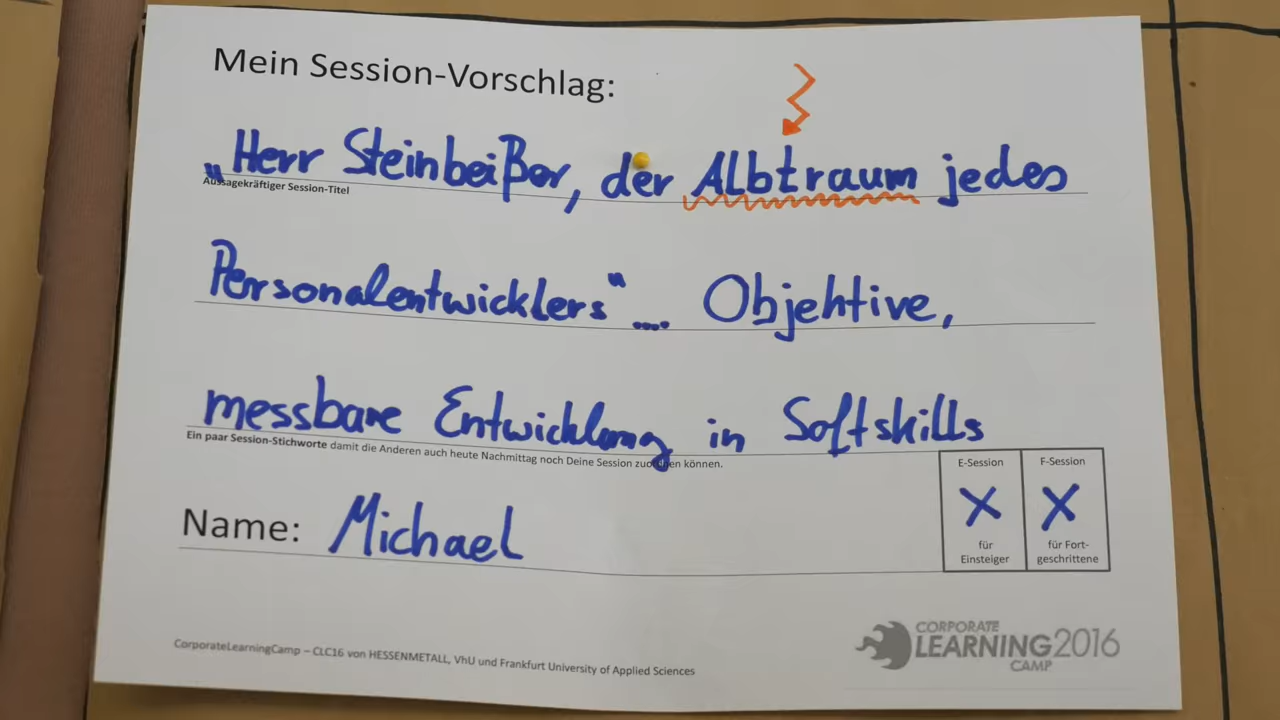 Mein Session-Vorschlag:
„Herr Steinbeißer, der Albtraum jedes
Aussagekräftiger Session-Titel
Personalentwicklers“ .... Objektive,
messbare Entwicklung in Softskills
Ein paar Session-Stichworte damit die Anderen auch heute Nachmittag noch Deine Session zuordnen können.
E-Session
F-Session
X
X
für
Einsteiger
für Fort-
geschrittene
Name: Michael
CorporateLearningCamp – CLC16 von HESSENMETALL, VhU und Frankfurt University of Applied Sciences
CORPORATE
LEARNING 2016
CAMP